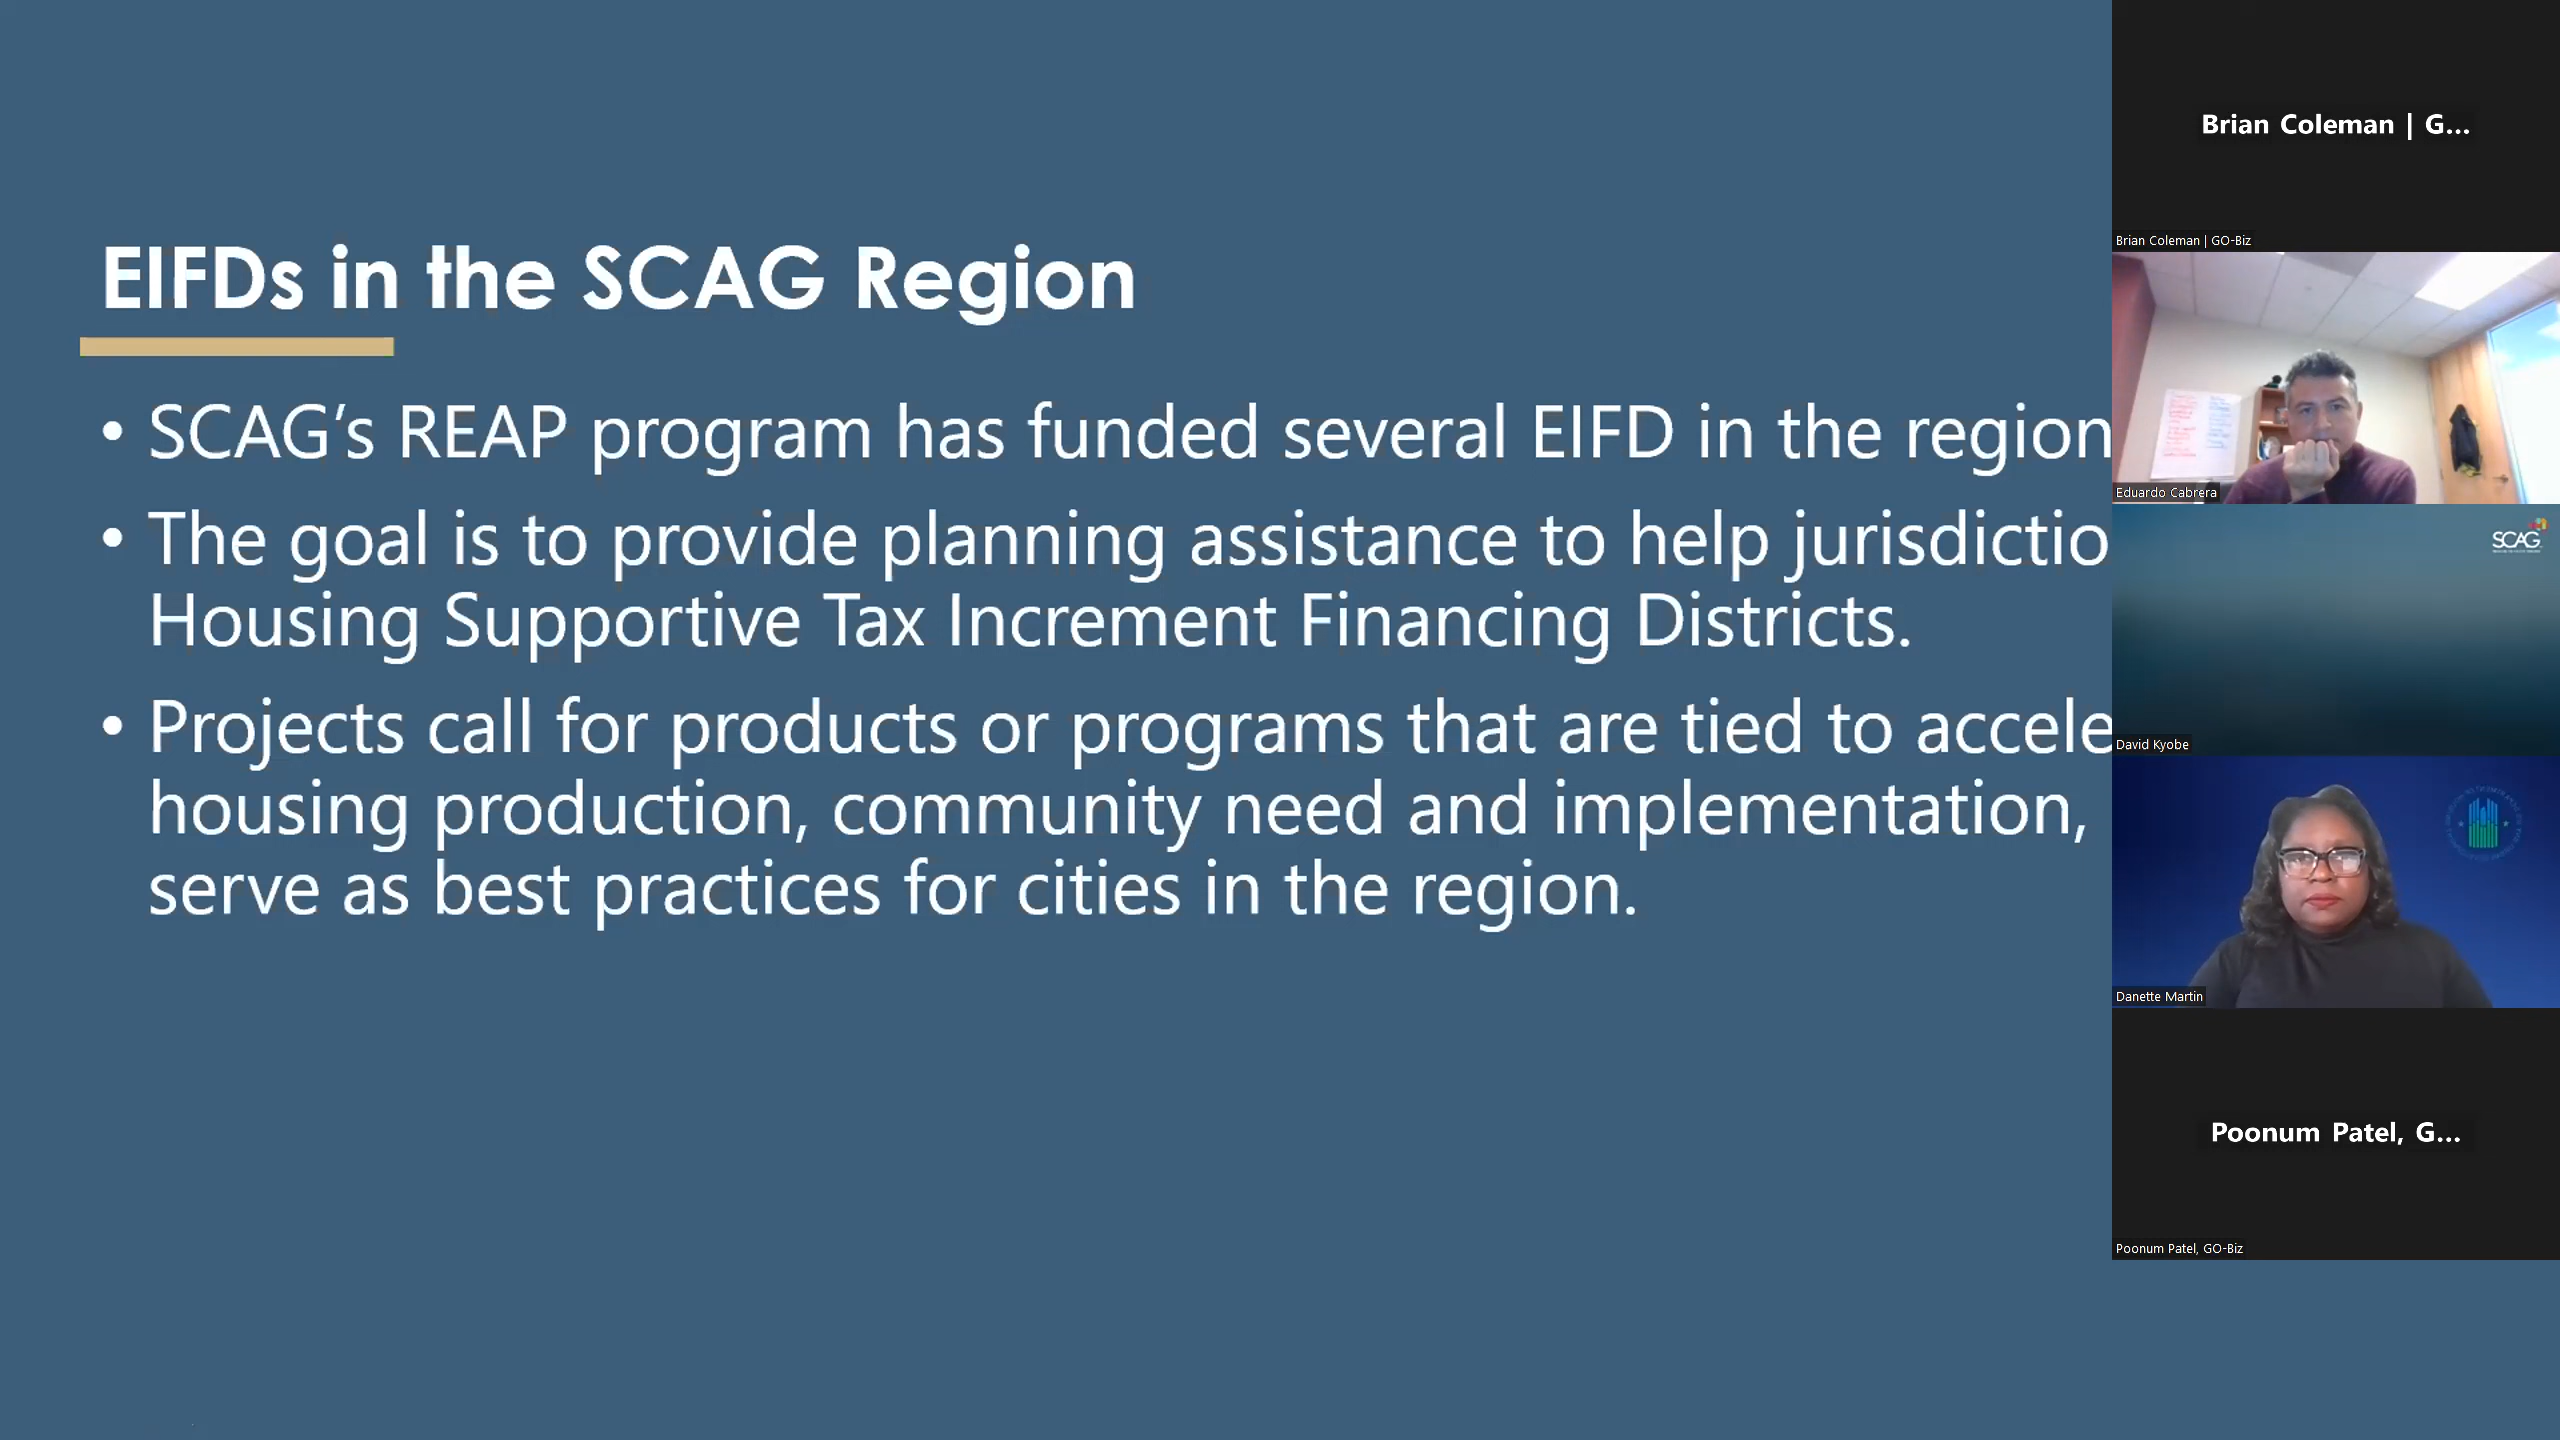 EIFDs in the SCAG Region
• SCAG’s REAP program has funded several EIFD in the region
• The goal is to provide planning assistance to help jurisdictio
Housing Supportive Tax Increment Financing Districts.
• Projects call for products or programs that are tied to accele
housing production, community need and implementation,
serve as best practices for cities in the region.
Brian Coleman | G...
Brian Coleman | GO-Biz
Eduardo Cabrera
SCAG
David Kyobe
Danette Martin
Poonum Patel, G...
Poonum Patel, GO-Biz